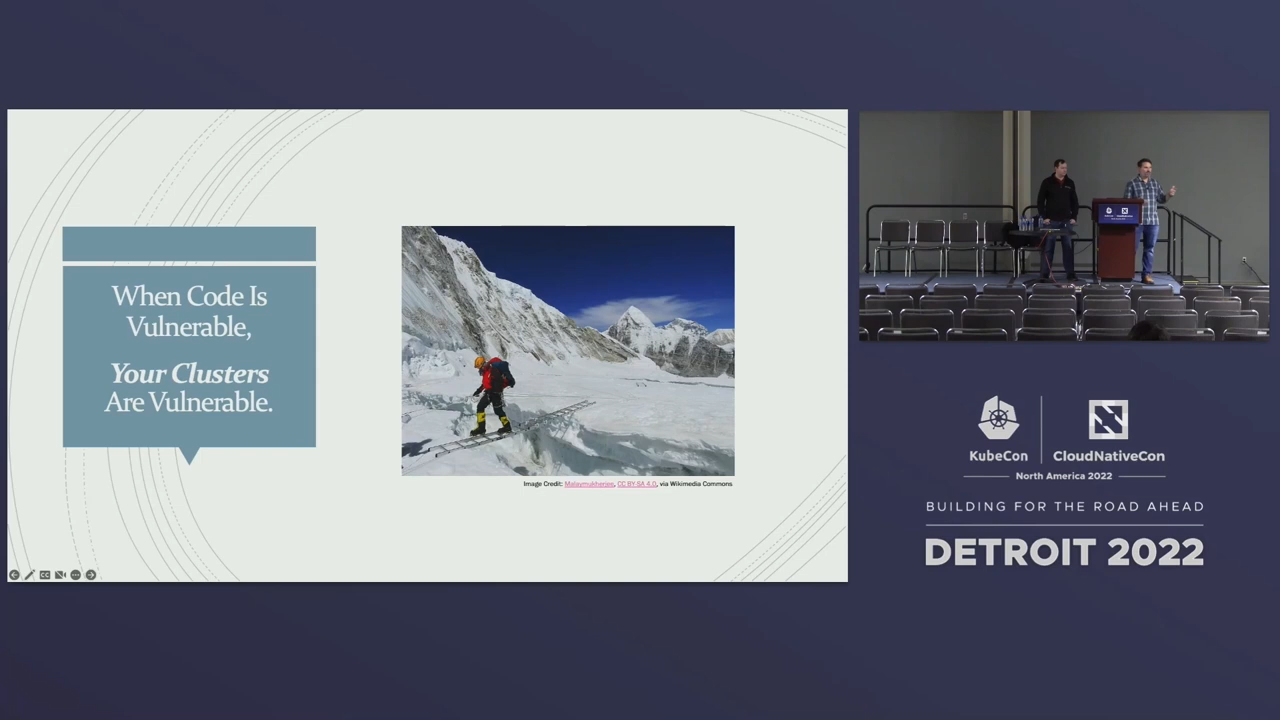 When Code Is
Vulnerable,
Your Clusters
Are Vulnerable.
Image Credit: Malaymukherjee, CC BY-SA 4.0, via Wikimedia Commons
KubeCon
CloudNativeCon
North America 2022
BUILDING FOR THE ROAD AHEAD
DETROIT 2022